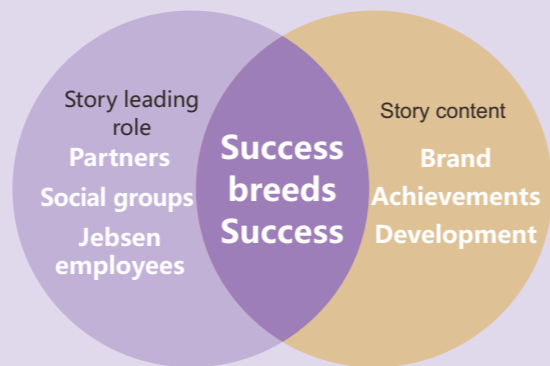 Story leading
role
Partners
Social groups
Jebsen
employees
Success
breeds
Success
Story content
Brand
Achievements
Development